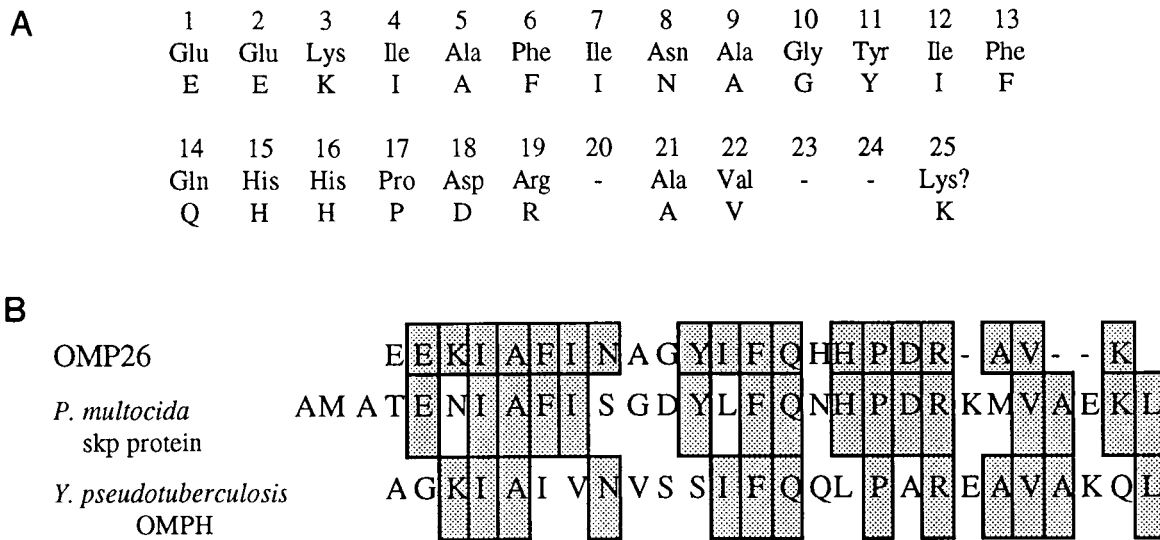 A
1 2 3 4 5 6 7 8 9 10 11 12 13
Glu Glu Lys Ile Ala Phe Ile Asn Ala Gly Tyr Ile Phe
E E K I A F I N A G Y I F
14 15 16 17 18 19 20 21 22 23 24 25
Gln His His Pro Asp Arg - Ala Val - - Lys?
Q H H P D R A V K
B
OMP26 E E K I A F I N A G Y I F Q H H P D R - A V - - K
P. multocida A M A T E N I A F I S G D Y L F Q N H P D R K M V A E K L
skp protein
Y. pseudotuberculosis A G K I A I V N V S S I F Q Q L P A R E A V A K Q L
OMPH